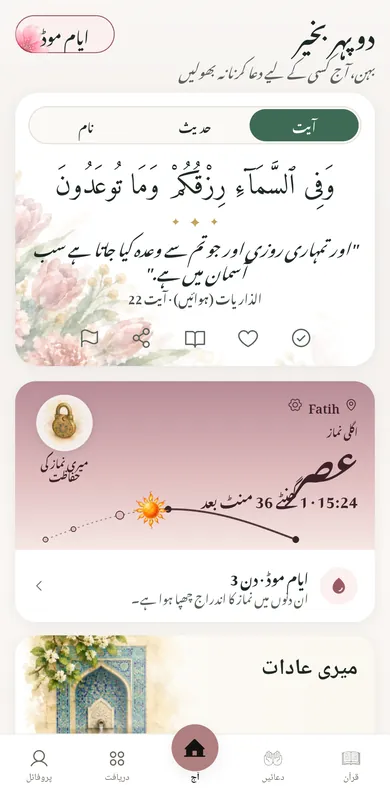 دوپہر بخیر
ایام موڈ
بہن، آج کسی کے لیے دعا کرنا نہ بھولیں
آیت
حدیث
نام
وَفِى ٱلسَّمَآءِ رِزْقُكُمْ وَمَا تُوعَدُونَ
"اور تمہاری روزی اور جو تم سے وعدہ کیا جاتا ہے سب
آسمان میں ہے."
الذاریات (ہوائیں) · آیت 22
Fatih
اگلی نماز
عصر
15:24 · 1 گھنٹے 36 منٹ بعد
میری نماز کی
حفاظت
ایام موڈ · دن 3
ان دنوں میں نماز کا اندراج چھپا ہوا ہے۔
میری عادات
قرآن
دعائیں
آج
دریافت
پروفائل